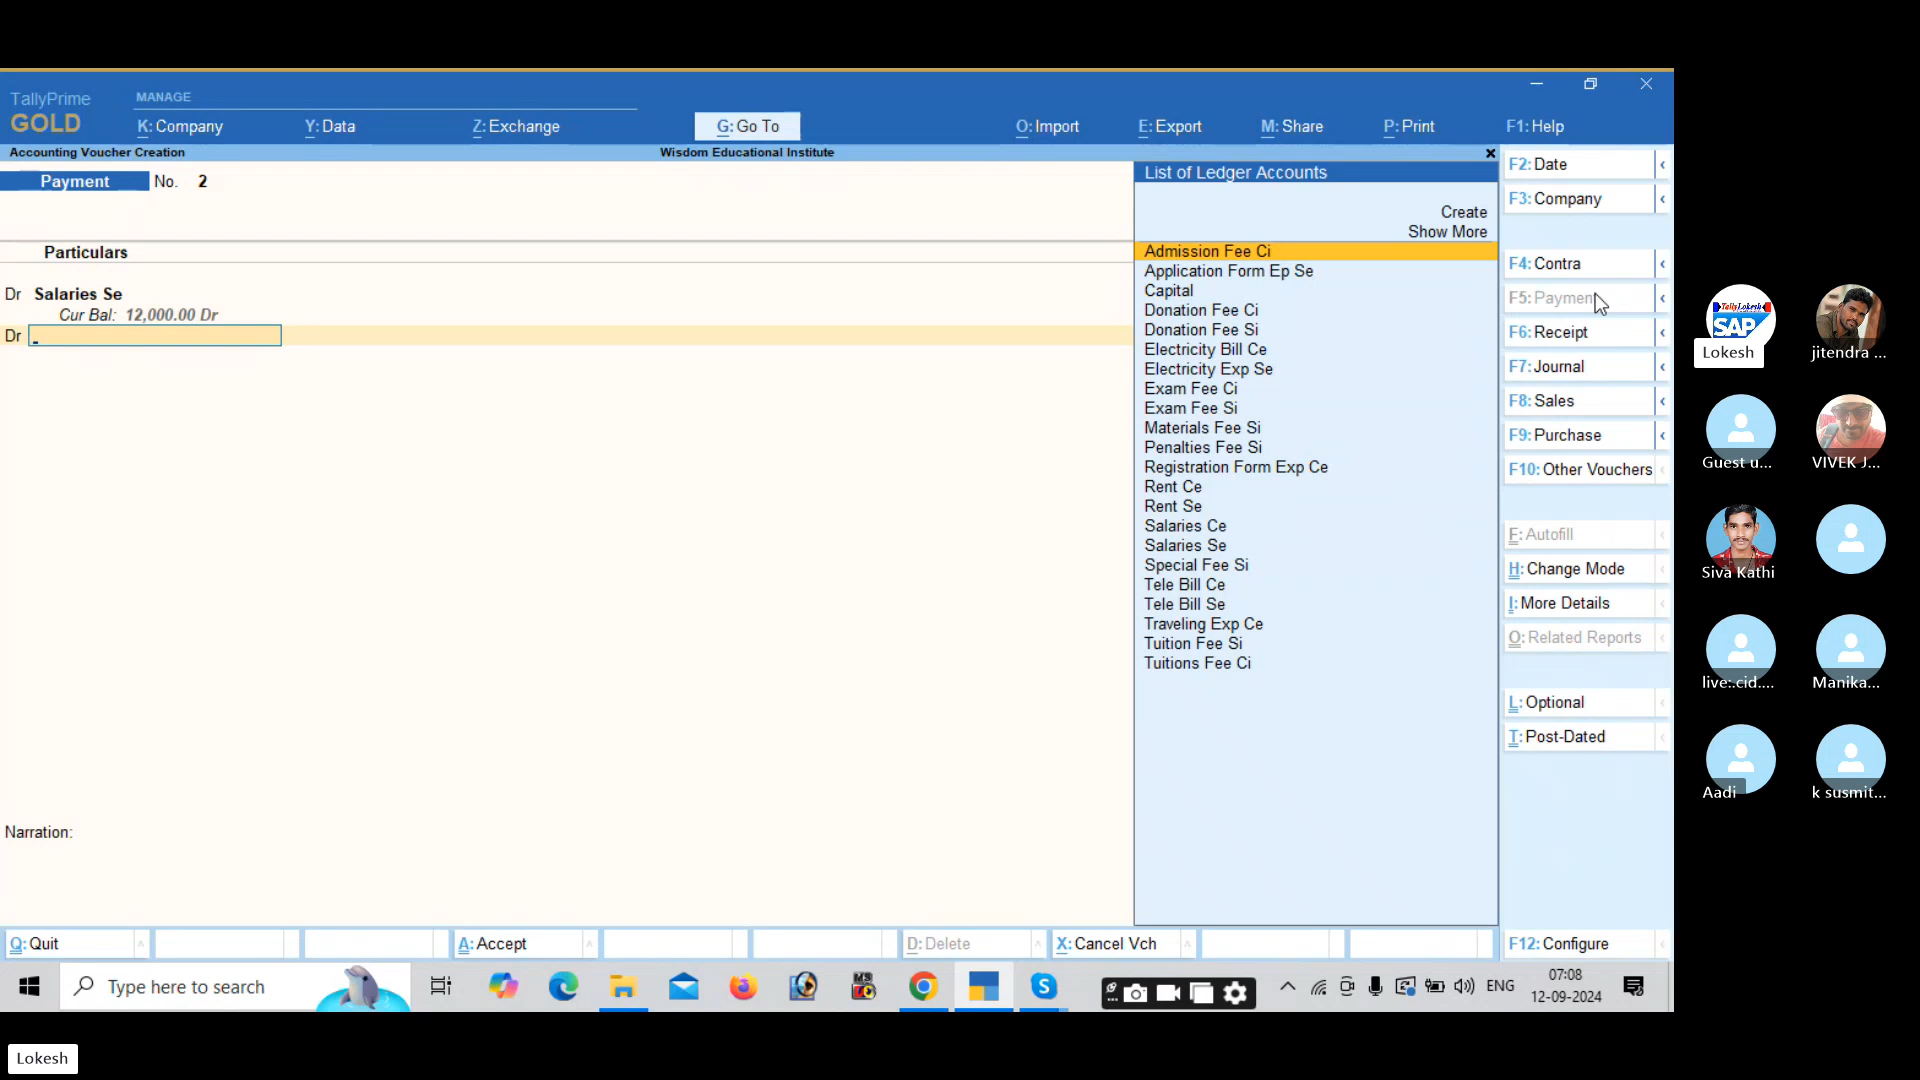 TallyPrime
GOLD
MANAGE
K: Company
Y: Data
Z: Exchange
G: Go To
O: Import
E: Export
M: Share
P: Print
F1: Help
Accounting Voucher Creation
Wisdom Educational Institute
Payment No. 2
Particulars
Dr Salaries Se
Cur Bal: 12,000.00 Dr
Dr
Narration:
List of Ledger Accounts
Create
Show More
Admission Fee Ci
Application Form Ep Se
Capital
Donation Fee Ci
Donation Fee Si
Electricity Bill Ce
Electricity Exp Se
Exam Fee Ci
Exam Fee Si
Materials Fee Si
Penalties Fee Si
Registration Form Exp Ce
Rent Ce
Rent Se
Salaries Ce
Salaries Se
Special Fee Si
Tele Bill Ce
Tele Bill Se
Traveling Exp Ce
Tuition Fee Si
Tuitions Fee Ci
F2: Date
F3: Company
F4: Contra
F5: Payment
F6: Receipt
F7: Journal
F8: Sales
F9: Purchase
F10: Other Vouchers
F: Autofill
H: Change Mode
I: More Details
O: Related Reports
L: Optional
T: Post-Dated
F12: Configure
Q: Quit
A: Accept
D: Delete
X: Cancel Vch
Type here to search
MS
ENG
07:08
12-09-2024
TallyLokesh
SAP
Lokesh
jitendra ...
Guest u...
VIVEK J...
Siva Kathi
live:.cid....
Manika...
Aadi
k susmit...
Lokesh